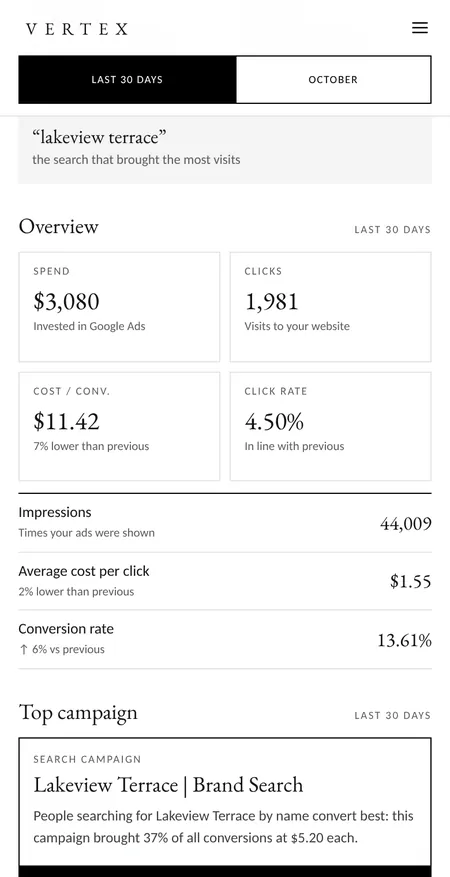 VERTEX
LAST 30 DAYS
OCTOBER
“lakeview terrace”
the search that brought the most visits
Overview
LAST 30 DAYS
SPEND
$3,080
Invested in Google Ads
CLICKS
1,981
Visits to your website
COST / CONV.
$11.42
7% lower than previous
CLICK RATE
4.50%
In line with previous
Impressions
Times your ads were shown
44,009
Average cost per click
2% lower than previous
$1.55
Conversion rate
↑ 6% vs previous
13.61%
Top campaign
LAST 30 DAYS
SEARCH CAMPAIGN
Lakeview Terrace | Brand Search
People searching for Lakeview Terrace by name convert best: this
campaign brought 37% of all conversions at $5.20 each.